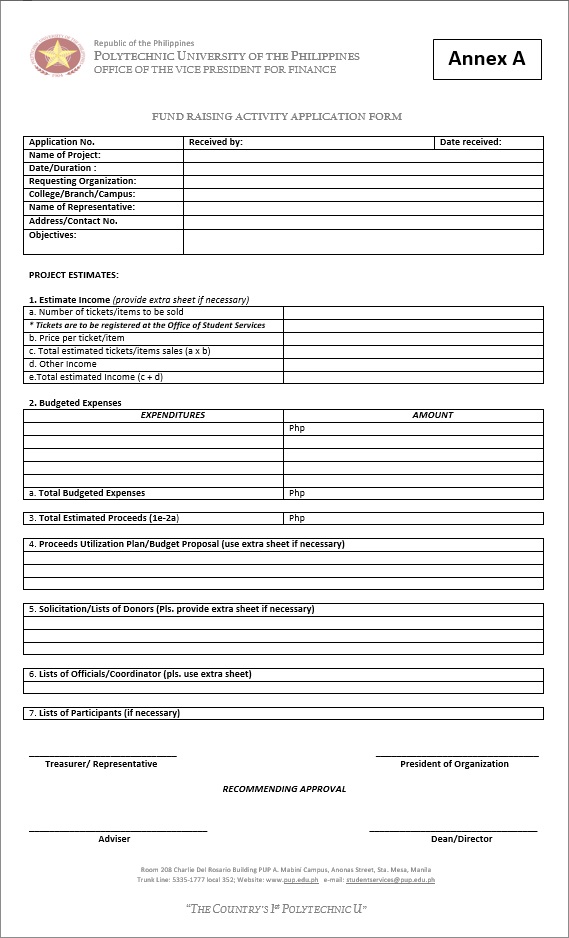 Republic of the Philippines
POLYTECHNIC UNIVERSITY OF THE PHILIPPINES
OFFICE OF THE VICE PRESIDENT FOR FINANCE
Annex A
FUND RAISING ACTIVITY APPLICATION FORM
Application No. Received by: Date received:
Name of Project:
Date/Duration :
Requesting Organization:
College/Branch/Campus:
Name of Representative:
Address/Contact No.
Objectives:
PROJECT ESTIMATES:
1. Estimate Income (provide extra sheet if necessary)
a. Number of tickets/items to be sold
* Tickets are to be registered at the Office of Student Services
b. Price per ticket/item
c. Total estimated tickets/items sales (a x b)
d. Other Income
e.Total estimated Income (c + d)
2. Budgeted Expenses
EXPENDITURES AMOUNT
Php
a. Total Budgeted Expenses Php
3. Total Estimated Proceeds (1e-2a) Php
4. Proceeds Utilization Plan/Budget Proposal (use extra sheet if necessary)
5. Solicitation/Lists of Donors (Pls. provide extra sheet if necessary)
6. Lists of Officials/Coordinator (pls. use extra sheet)
7. Lists of Participants (if necessary)
Treasurer/ Representative President of Organization
RECOMMENDING APPROVAL
Adviser Dean/Director
Room 208 Charlie Del Rosario Building PUP A. Mabini Campus, Anonas Street, Sta. Mesa, Manila
Trunk Line: 5335-1777 local 352; Website: www.pup.edu.ph e-mail: studentservices@pup.edu.ph
"THE COUNTRY'S 1st POLYTECHNIC U"